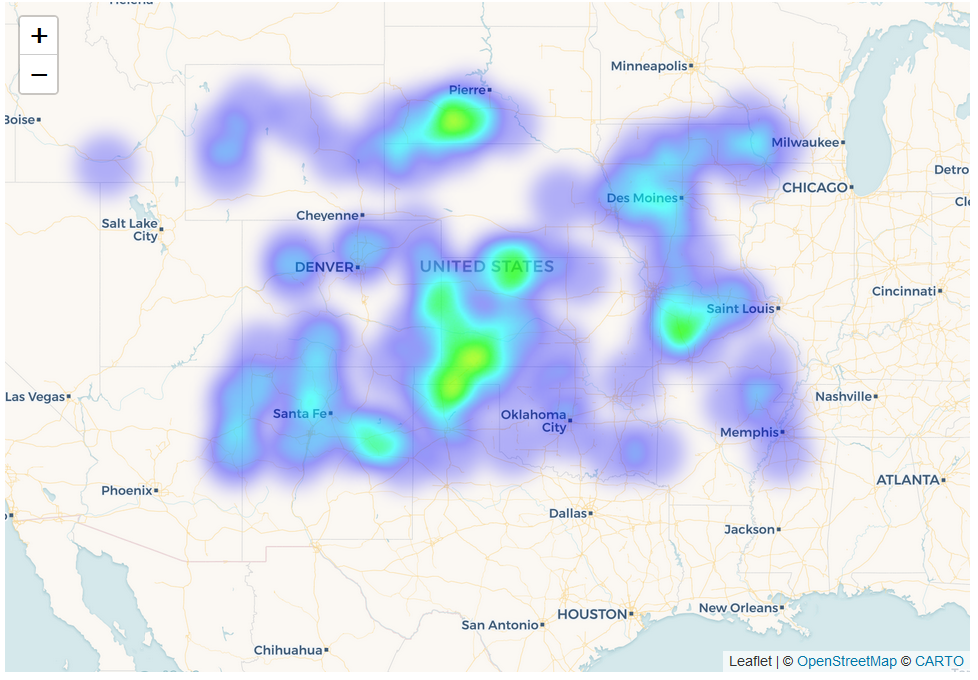 Helena
+
−
Minneapolis
Pierre
Boise
Milwaukee
CHICAGO
Detro
Des Moines
Cle
Cheyenne
Salt Lake
City
DENVER
UNITED STATES
Cincinnati
Saint Louis
Las Vegas
Nashville
Santa Fe
Oklahoma
City
Memphis
ATLANTA
Phoenix
Dallas
Jackson
HOUSTON
New Orleans
San Antonio
Chihuahua
Leaflet | © OpenStreetMap © CARTO